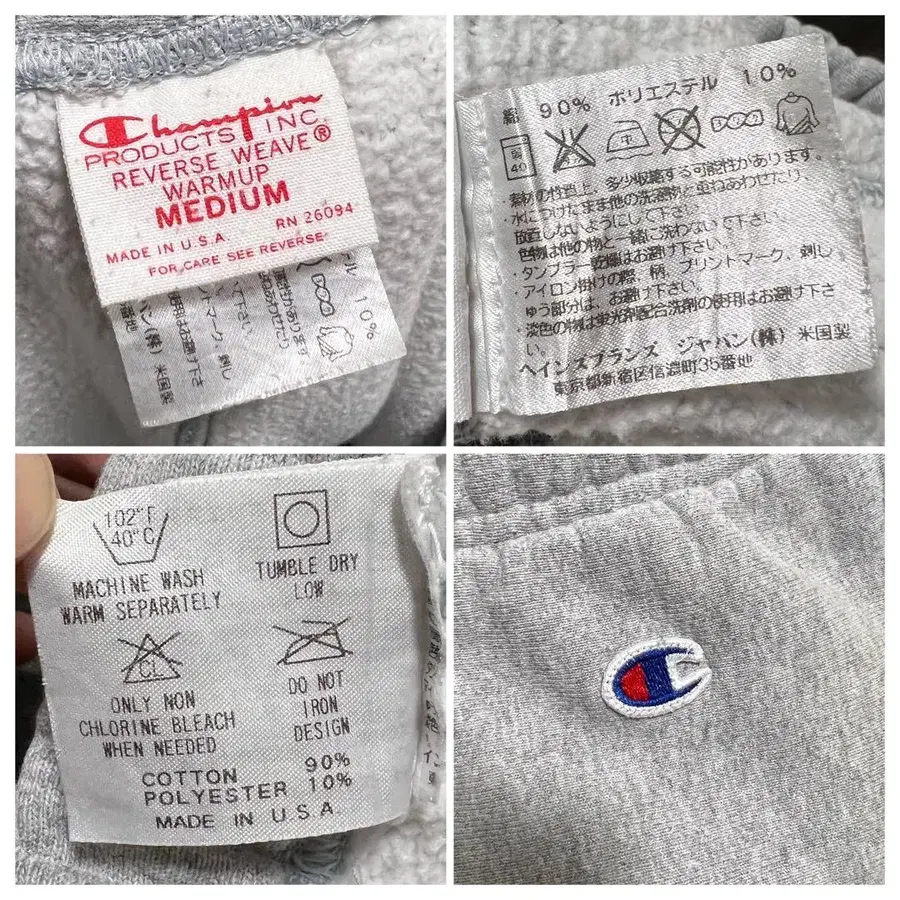 Champion
PRODUCTS INC.
REVERSE WEAVE®
WARMUP
MEDIUM
RN 26094
MADE IN U.S.A.
FOR CARE SEE REVERSE
テル 10%
米国製
綿 90% ポリエステル 10%
弱
40
・素材の性質上、多少収縮する可能性があります。
・水につけたまま他の洗濯物と重ねあわせたり、
放置しないようにして下さい。
色物は他の物と一緒に洗わないで下さい。
・タンブラー乾燥はお避け下さい。
・アイロン掛けの際、柄、プリントマーク、刺し
ゅう部分は、お避け下さい。
・淡色の物は蛍光剤配合洗剤の使用はお避け下さ
い。
ヘインズブランズ ジャパン(株) 米国製
東京都新宿区信濃町35番地
102°F
40°C
MACHINE WASH
WARM SEPARATELY
TUMBLE DRY
LOW
CL
ONLY NON
CHLORINE BLEACH
WHEN NEEDED
DO NOT
IRON
DESIGN
COTTON 90%
POLYESTER 10%
MADE IN U.S.A.